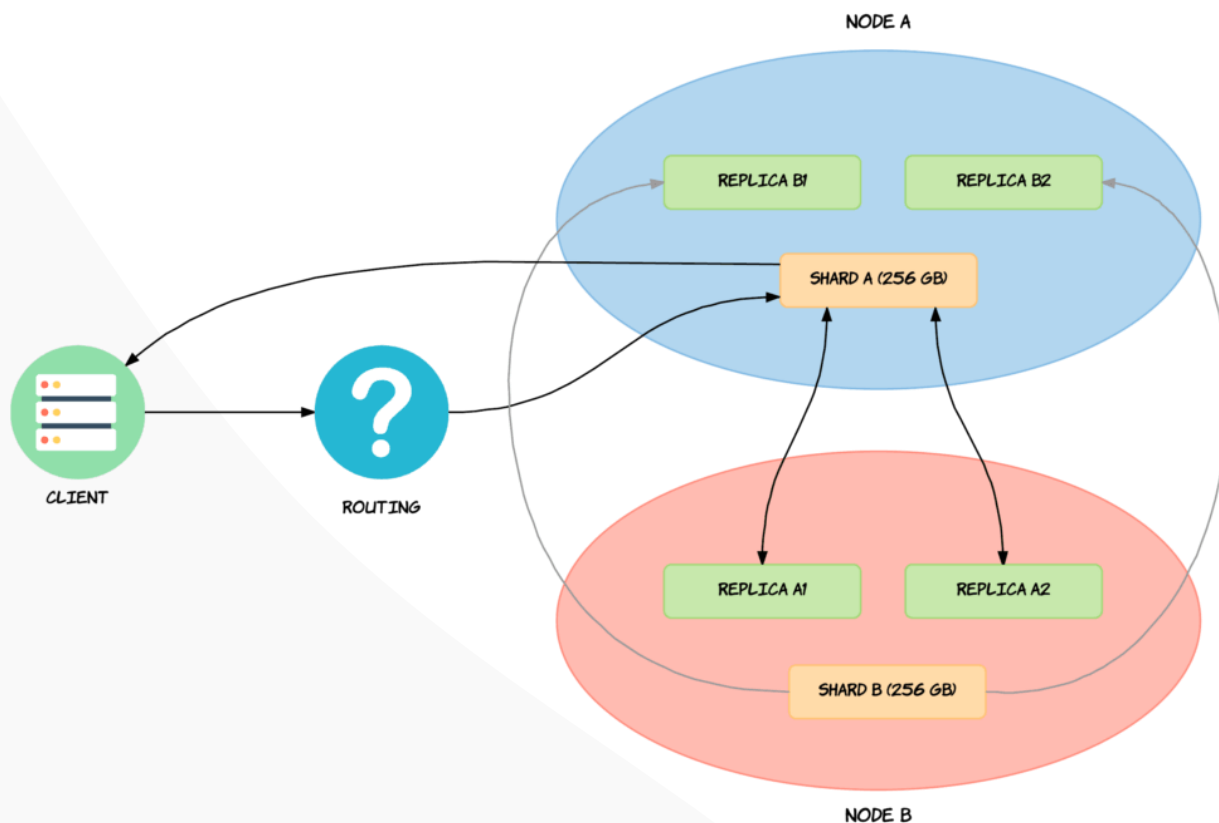 NODE A
REPLICA B1
REPLICA B2
SHARD A (256 GB)
CLIENT
ROUTING
REPLICA A1
REPLICA A2
SHARD B (256 GB)
NODE B